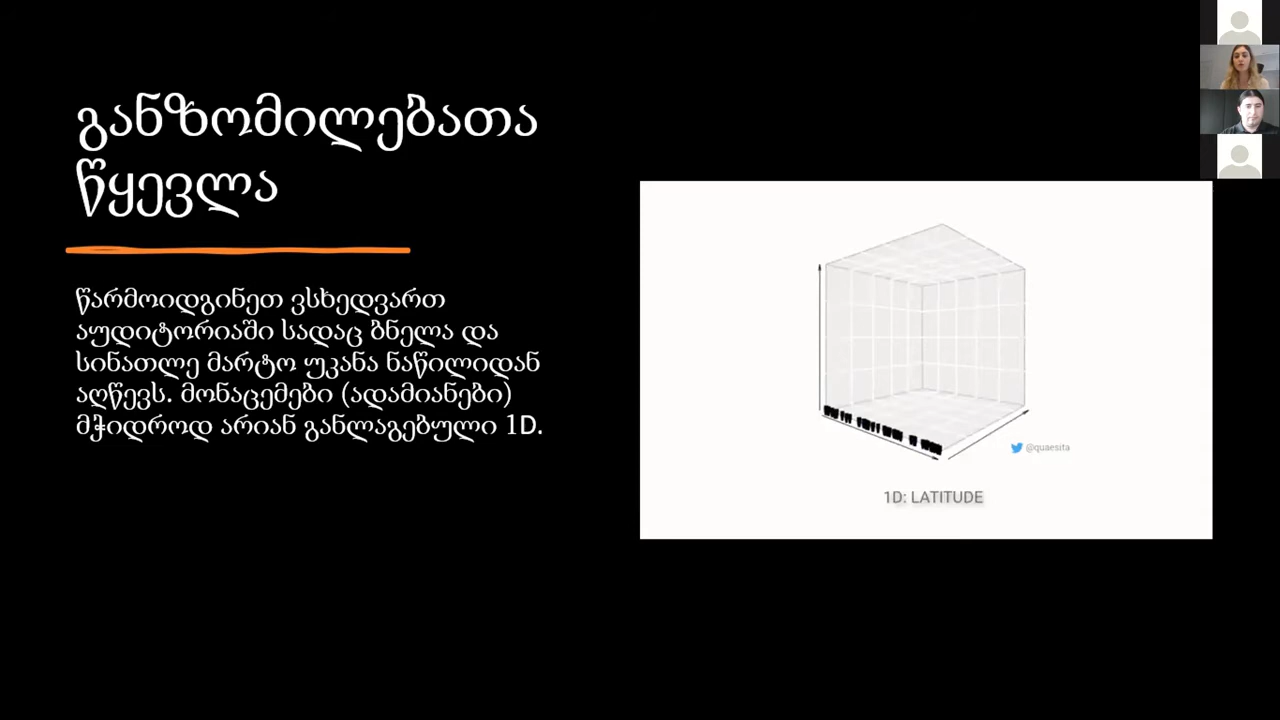 განზომილებათა
წყევლა
წარმოიდგინეთ ვსხედვართ
აუდიტორიაში სადაც ბნელა და
სინათლე მარტო უკანა ნაწილიდან
აღწევს. მონაცემები (ადამიანები)
მჭიდროდ არიან განლაგებული 1D.
@quaesita
1D: LATITUDE